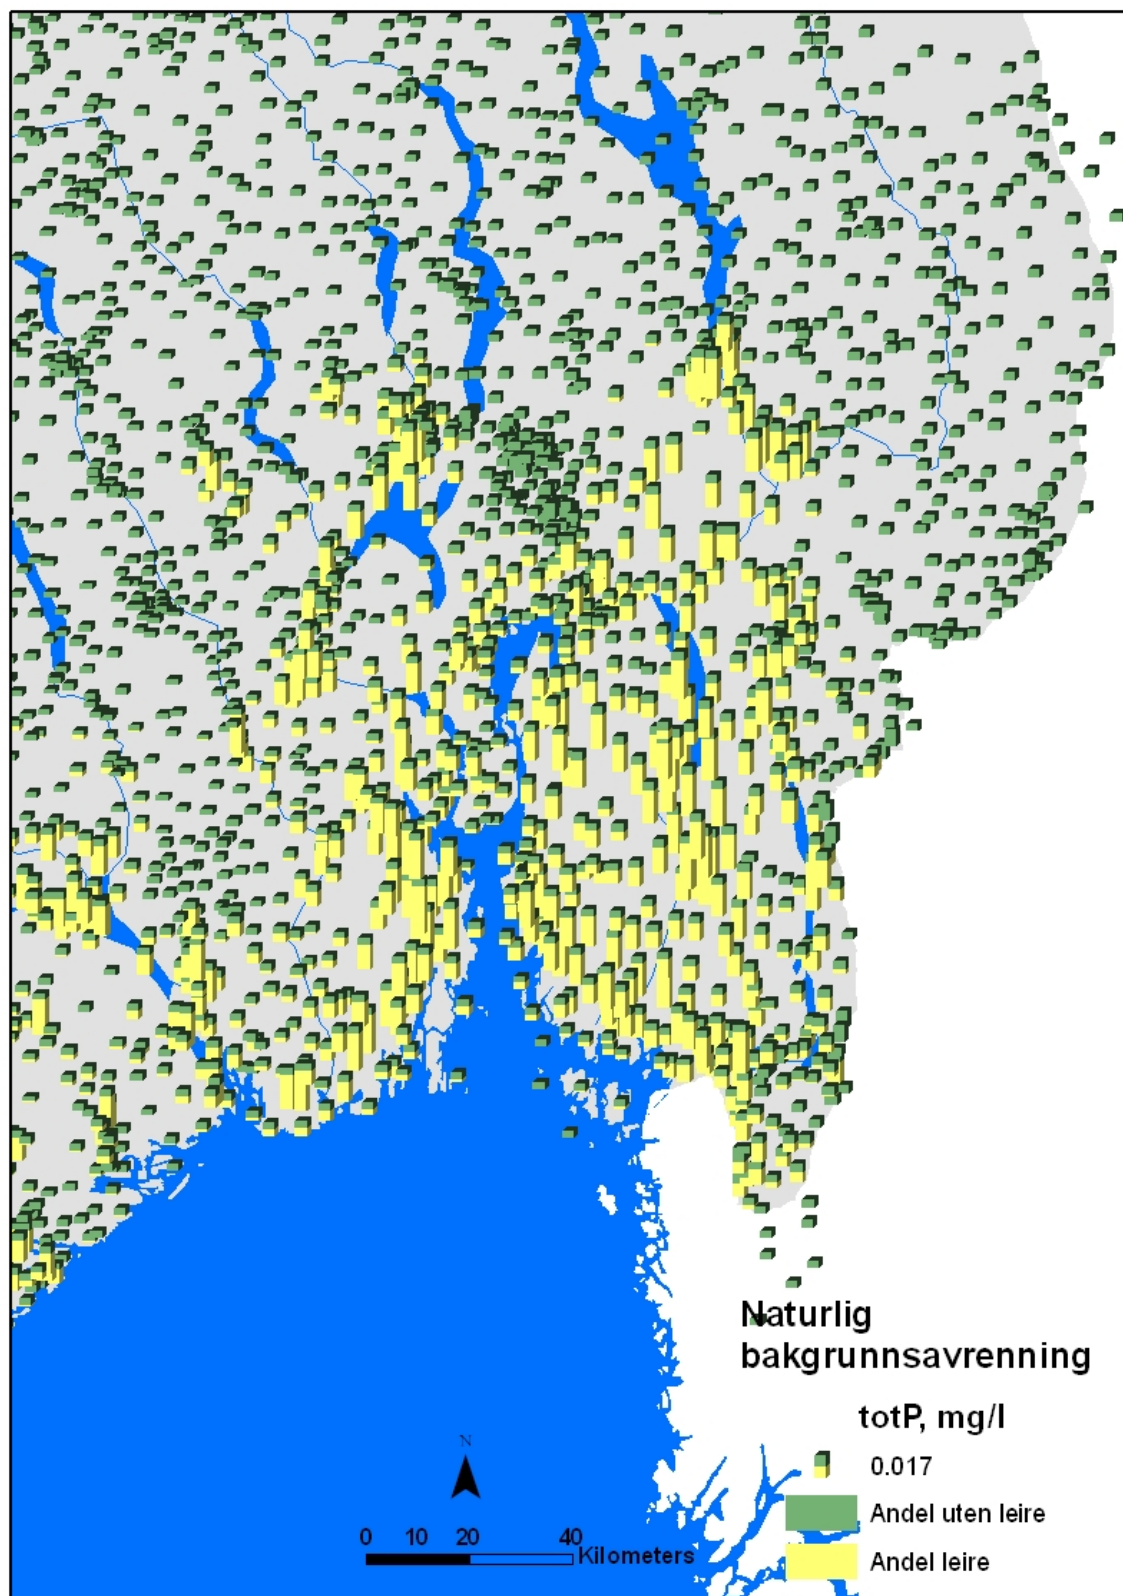 Naturlig
bakgrunnsavrenning
totP, mg/l
0.017
Andel uten leire
Andel leire
N
0 10 20 40
Kilometers